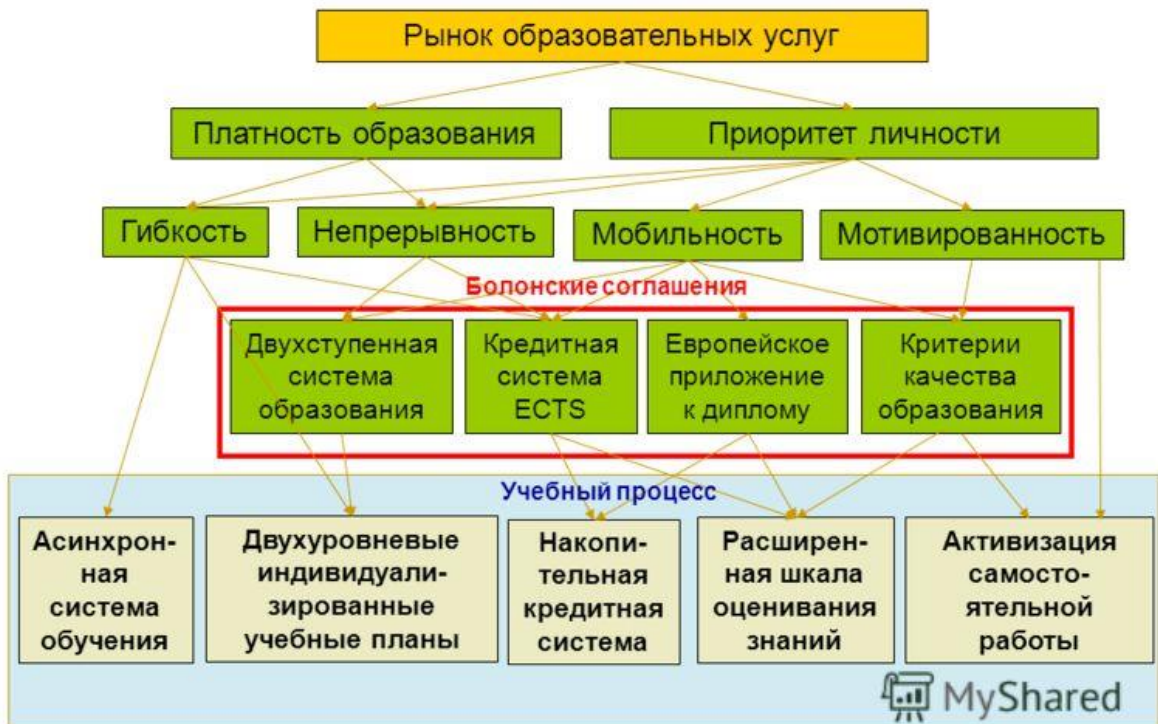 Рынок образовательных услуг
Платность образования
Приоритет личности
Гибкость
Непрерывность
Мобильность
Мотивированность
Болонские соглашения
Двухступенная
система
образования
Кредитная
система
ECTS
Европейское
приложение
к диплому
Критерии
качества
образования
Учебный процесс
Асинхрон-
ная
система
обучения
Двухуровневые
индивидуали-
зированные
учебные планы
Накопи-
тельная
кредитная
система
Расширен-
ная шкала
оценивания
знаний
Активизация
самосто-
ятельной
работы
MyShared